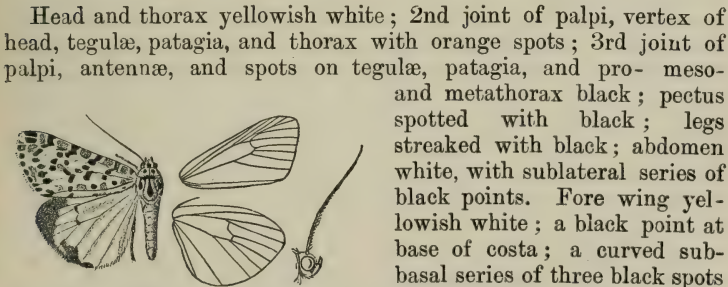 Head and thorax yellowish white; 2nd joint of palpi, vertex of
head, tegulæ, patagia, and thorax with orange spots; 3rd joint of
palpi, antennæ, and spots on tegulæ, patagia, and pro- meso-
and metathorax black; pectus
spotted with black; legs
streaked with black; abdomen
white, with sublateral series of
black points. Fore wing yel-
lowish white; a black point at
base of costa; a curved sub-
basal series of three black spots